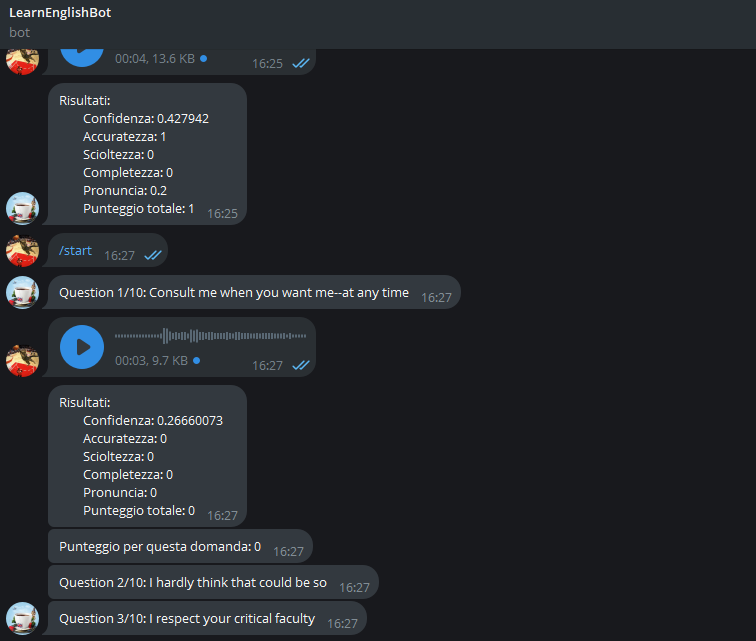 LearnEnglishBot
bot
00:04, 13.6 KB
16:25
Risultati:
Confidenza: 0.427942
Accuratezza: 1
Scioltezza: 0
Completezza: 0
Pronuncia: 0.2
Punteggio totale: 1
16:25
/start
16:27
Question 1/10: Consult me when you want me--at any time
16:27
00:03, 9.7 KB
16:27
Risultati:
Confidenza: 0.26660073
Accuratezza: 0
Scioltezza: 0
Completezza: 0
Pronuncia: 0
Punteggio totale: 0
16:27
Punteggio per questa domanda: 0
16:27
Question 2/10: I hardly think that could be so
16:27
Question 3/10: I respect your critical faculty
16:27